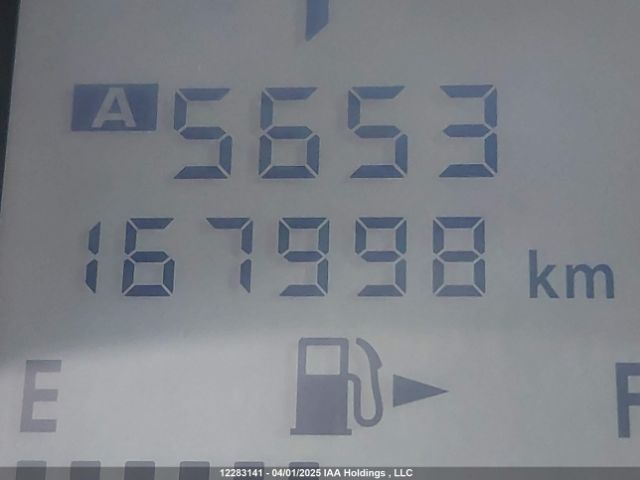 A 5653
167998 km
E F
12283141 - 04/01/2025 IAA Holdings , LLC